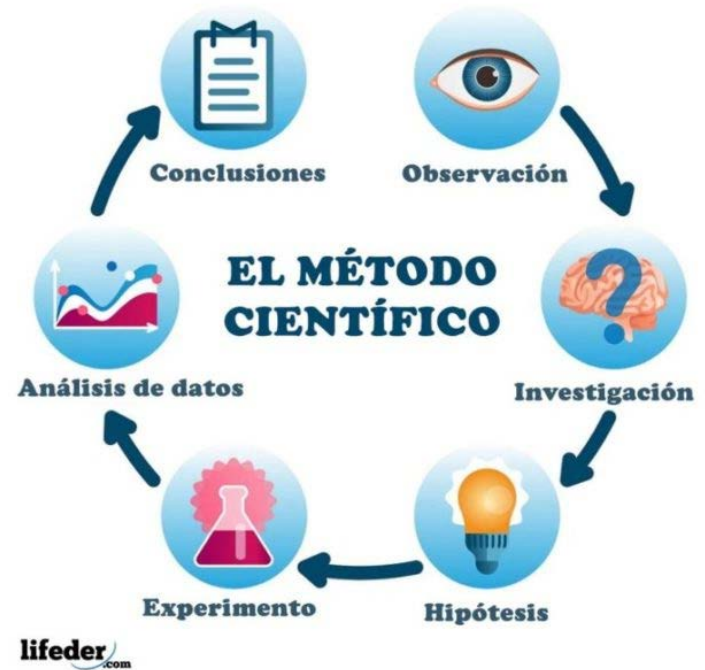 Conclusiones
Observación
EL MÉTODO
CIENTÍFICO
Análisis de datos
Investigación
Experimento
Hipótesis
lifeder
.com